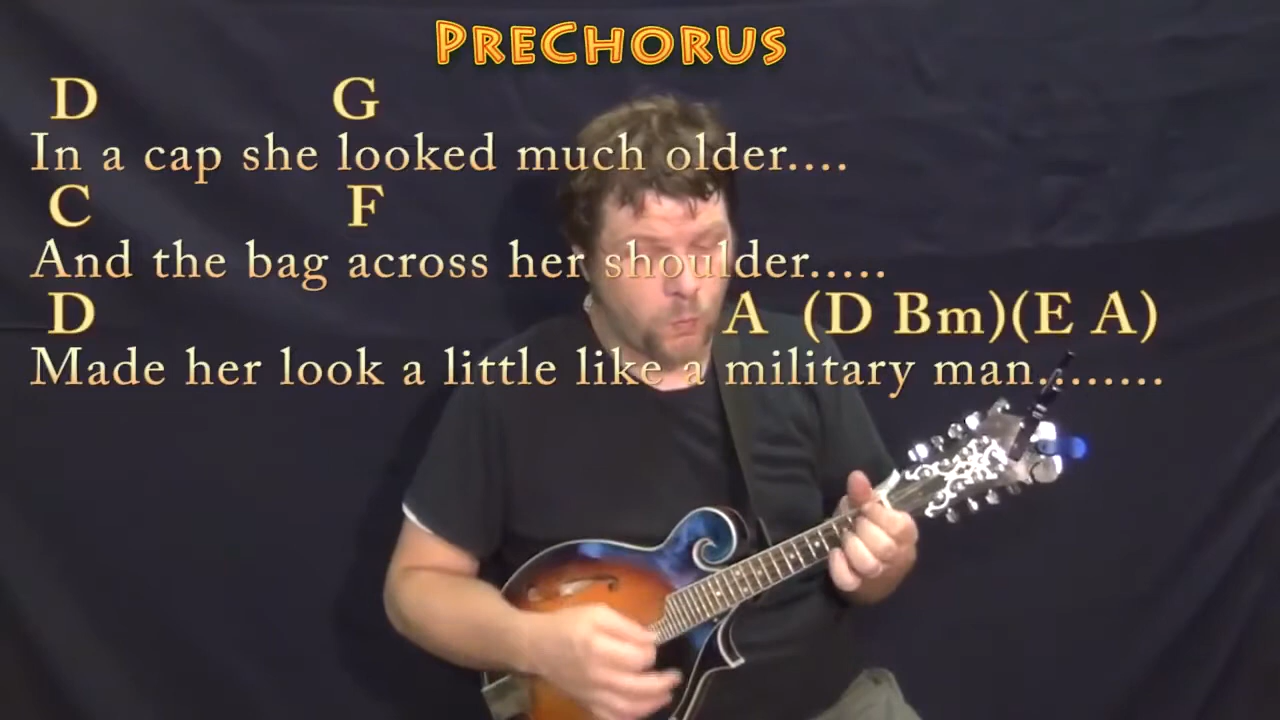 PreChorus
D G
In a cap she looked much older....
C F
And the bag across her shoulder.....
D A (D Bm)(E A)
Made her look a little like a military man........